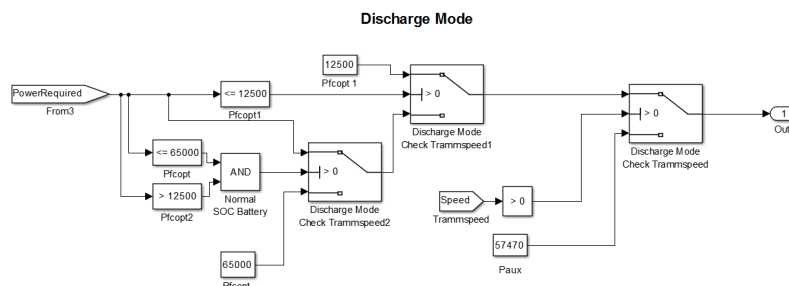 Discharge Mode
12500
Pfcopt 1
PowerRequired
From3
<= 12500
Pfcopt1
> 0
Discharge Mode
Check Trammspeed1
> 0
Discharge Mode
Check Trammspeed
1
Out
<= 65000
Pfcopt
> 12500
Pfcopt2
AND
Normal
SOC Battery
> 0
Discharge Mode
Check Trammspeed2
Speed
Trammspeed
> 0
65000
Pfcopt
57470
Paux